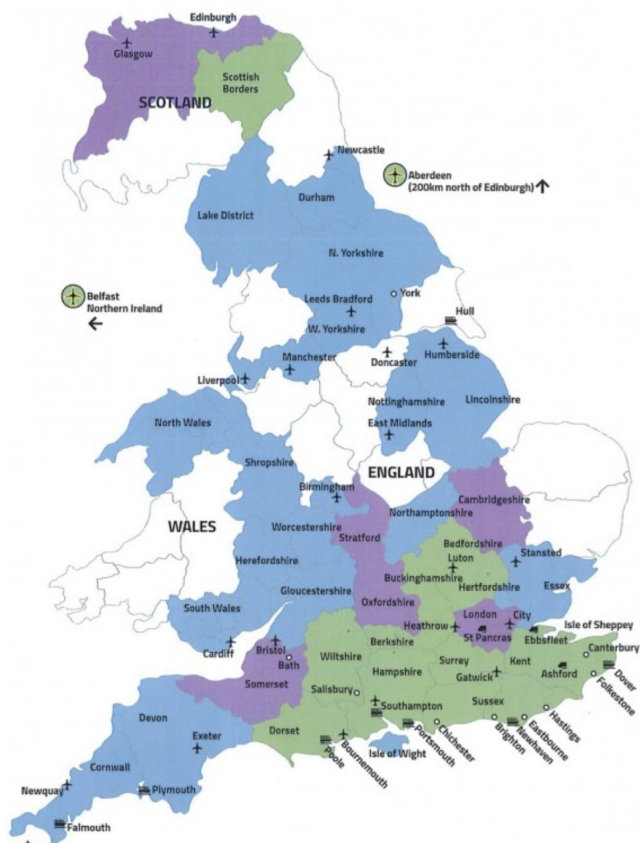 Edinburgh
Glasgow
Scottish
Borders
SCOTLAND
Newcastle
Aberdeen
(200km north of Edinburgh)
Durham
Lake District
N. Yorkshire
Belfast
Northern Ireland
Leeds Bradford
York
Hull
W. Yorkshire
Manchester
Doncaster
Humberside
Liverpool
Nottinghamshire
Lincolnshire
North Wales
East Midlands
Shropshire
ENGLAND
Birmingham
Cambridgeshire
Northamptonshire
WALES
Worcestershire
Stratford
Bedfordshire
Stansted
Luton
Herefordshire
Buckinghamshire
Hertfordshire
Essex
Gloucestershire
Oxfordshire
South Wales
London
City
Isle of Sheppey
Heathrow
St Pancras
Ebbsfleet
Cardiff
Bristol
Bath
Berkshire
Wiltshire
Surrey
Kent
Canterbury
Hampshire
Gatwick
Ashford
Dover
Somerset
Salisbury
Folkestone
Southampton
Sussex
Devon
Dorset
Hastings
Exeter
Isle of Wight
Portsmouth
Chichester
Brighton
Newhaven
Eastbourne
Poole
Bournemouth
Cornwall
Newquay
Plymouth
Falmouth